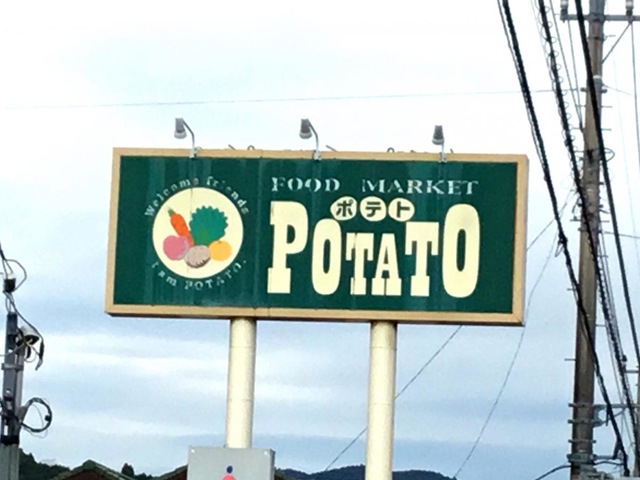 Welcome friends
I am POTATO.
FOOD MARKET
ポテト
POTATO